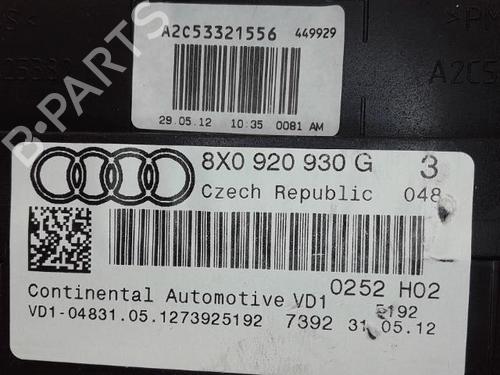 A2C53321556 449929
29.05.12 10:35 0081 AM
A2C5
B-PARTS
8X0 920 930 G 3
Czech Republic 048
0252 H02
Continental Automotive VD1 5192
VD1-04831.05.1273925192 7392 31.05.12